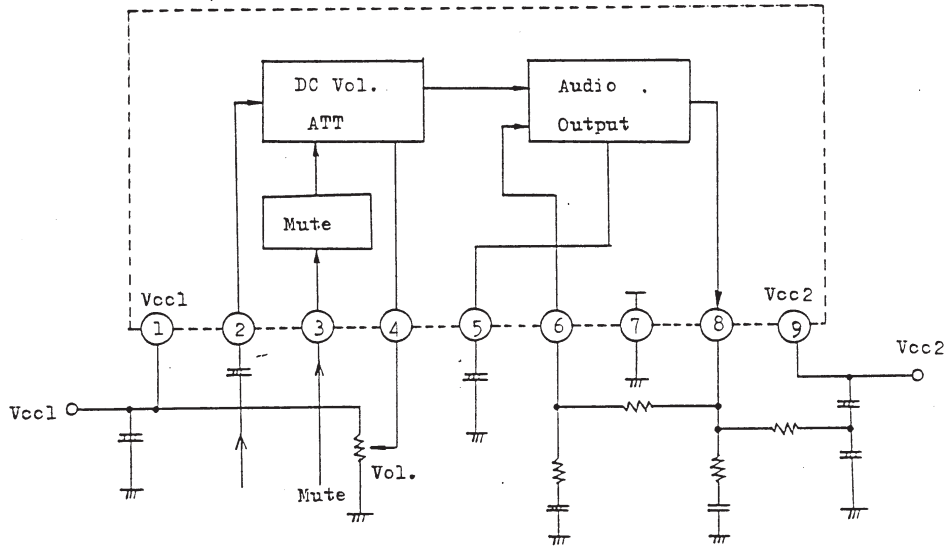 DC Vol.
ATT
Audio .
Output
Mute
Vcc1
Vcc2
1
2
3
4
5
6
7
8
9
Vcc2
Vcc1
Vol.
Mute